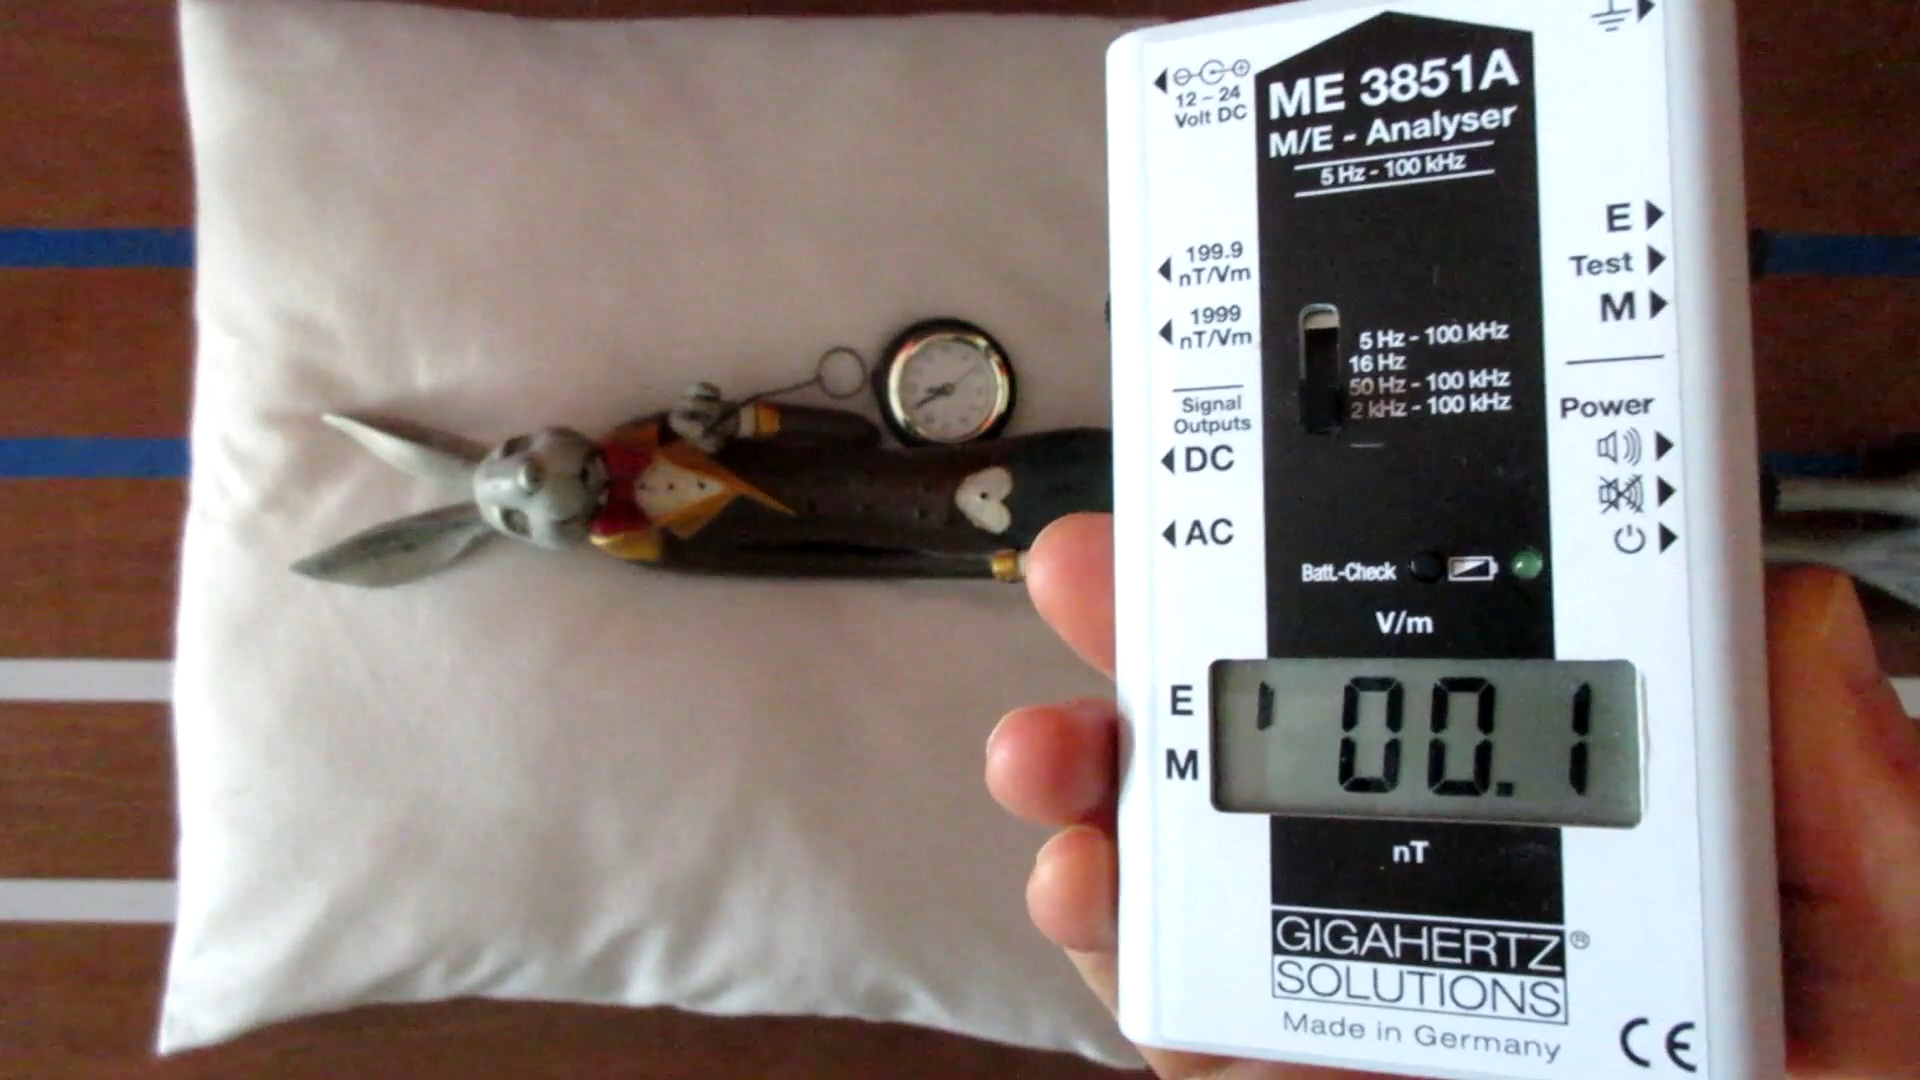 12 – 24
Volt DC
ME 3851A
M/E - Analyser
5 Hz - 100 kHz
E
Test
M
199.9
nT/Vm
1999
nT/Vm
5 Hz - 100 kHz
16 Hz
50 Hz - 100 kHz
2 kHz - 100 kHz
Signal
Outputs
DC
AC
Power
Batt.-Check
V/m
E
M
' 00.1
nT
GIGAHERTZ®
SOLUTIONS
Made in Germany
CE